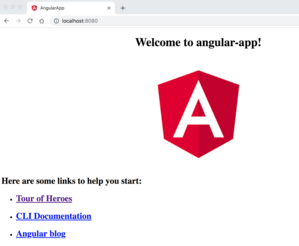 AngularApp
localhost:8080
Welcome to angular-app!
A
Here are some links to help you start:
Tour of Heroes
CLI Documentation
Angular blog